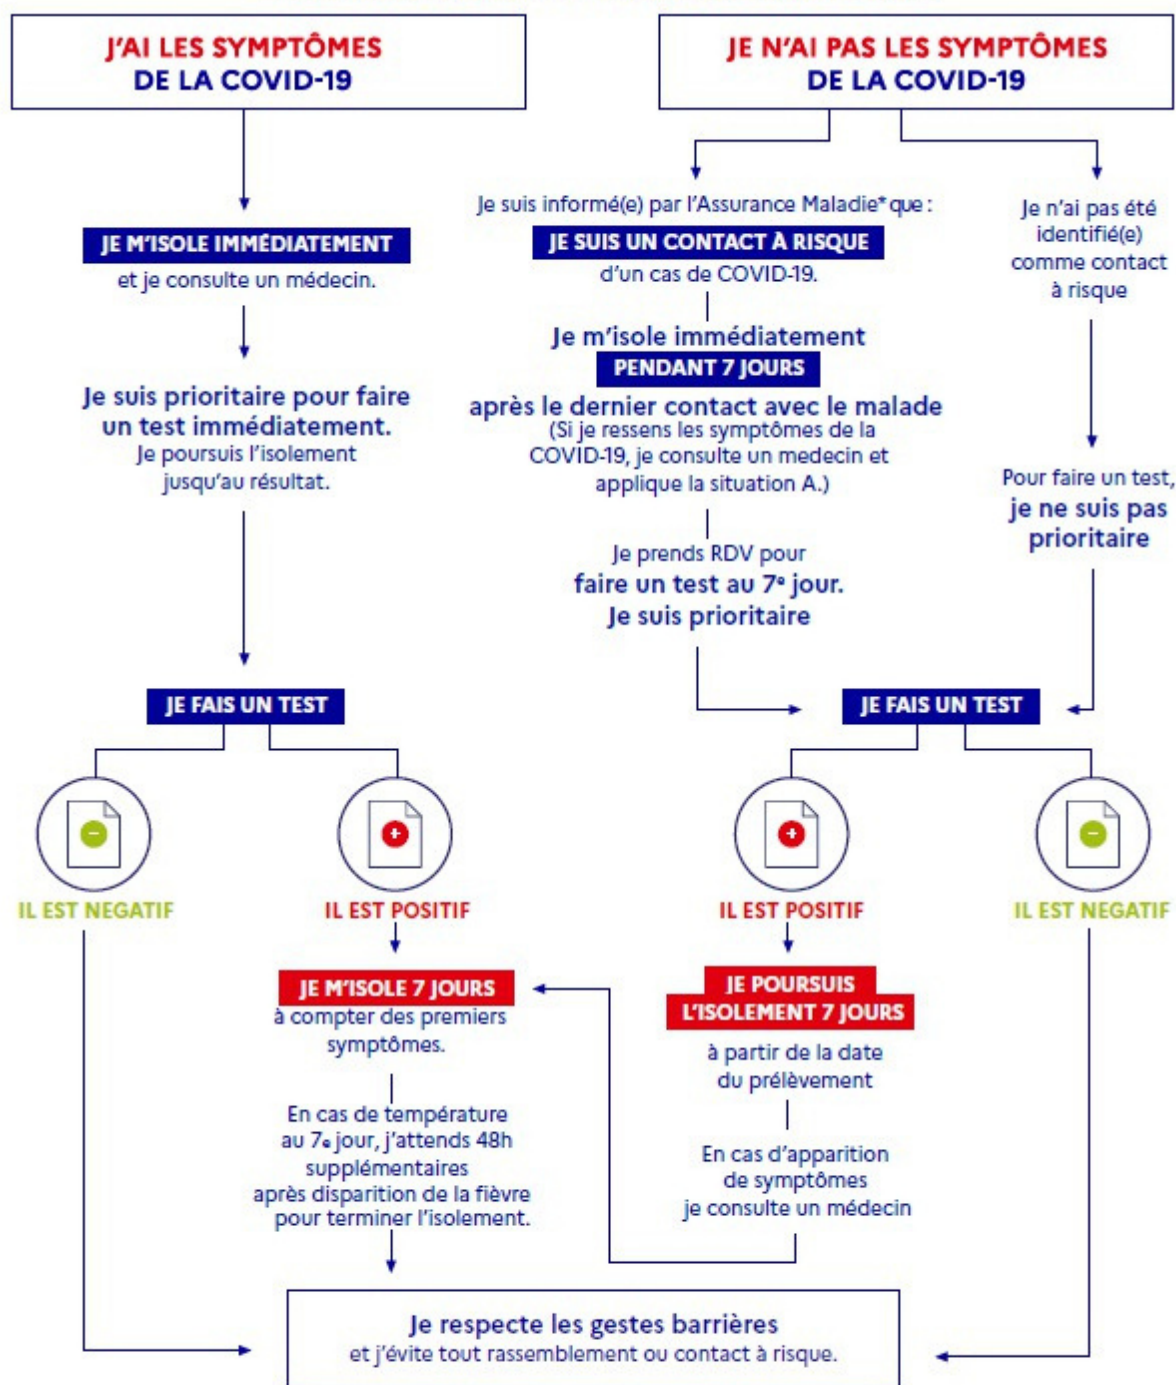 J'AI LES SYMPTÔMES
DE LA COVID-19
JE M'ISOLE IMMÉDIATEMENT
et je consulte un médecin.
Je suis prioritaire pour faire
un test immédiatement.
Je poursuis l'isolement
jusqu'au résultat.
JE FAIS UN TEST
IL EST NEGATIF
IL EST POSITIF
JE M'ISOLE 7 JOURS
à compter des premiers
symptômes.
En cas de température
au 7e jour, j'attends 48h
supplémentaires
après disparition de la fièvre
pour terminer l'isolement.
JE N'AI PAS LES SYMPTÔMES
DE LA COVID-19
Je suis informé(e) par l'Assurance Maladie* que :
JE SUIS UN CONTACT À RISQUE
d'un cas de COVID-19.
Je m'isole immédiatement
PENDANT 7 JOURS
après le dernier contact avec le malade
(Si je ressens les symptômes de la
COVID-19, je consulte un medecin et
applique la situation A.)
Je prends RDV pour
faire un test au 7e jour.
Je suis prioritaire
Je n'ai pas été
identifié(e)
comme contact
à risque
Pour faire un test,
je ne suis pas
prioritaire
JE FAIS UN TEST
IL EST POSITIF
IL EST NEGATIF
JE POURSUIS
L'ISOLEMENT 7 JOURS
à partir de la date
du prélèvement
En cas d'apparition
de symptômes
je consulte un médecin
Je respecte les gestes barrières
et j'évite tout rassemblement ou contact à risque.